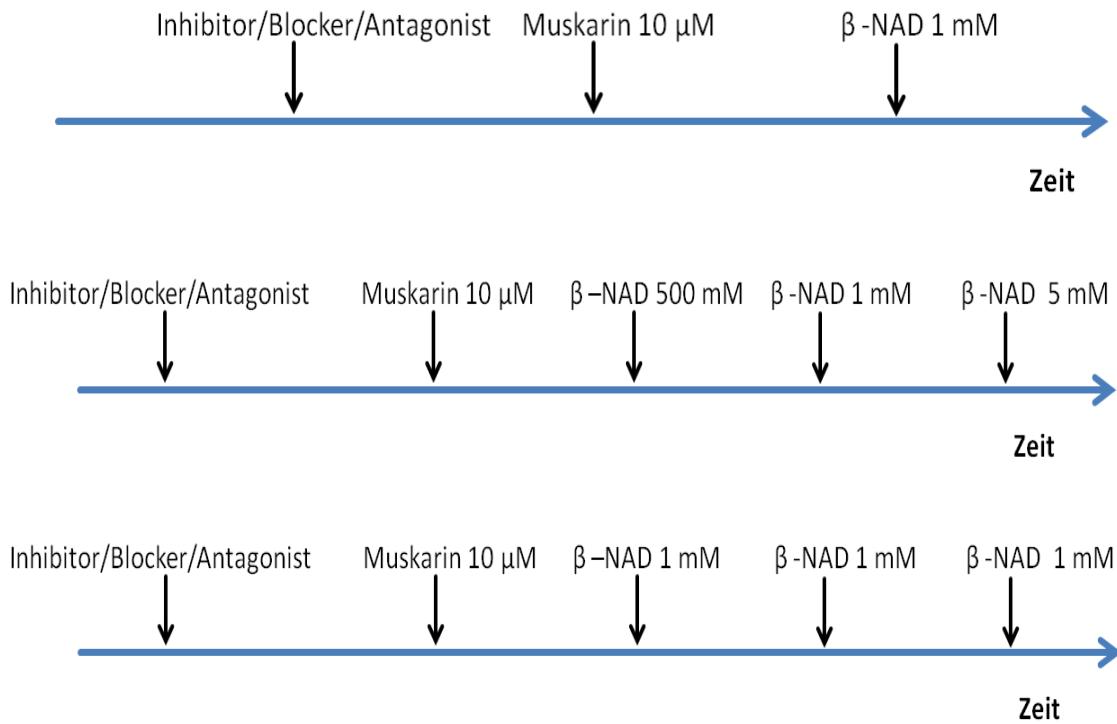 Inhibitor/Blocker/Antagonist Muskarin 10 µM β -NAD 1 mM
Zeit
Inhibitor/Blocker/Antagonist Muskarin 10 µM β –NAD 500 mM β -NAD 1 mM β -NAD 5 mM
Zeit
Inhibitor/Blocker/Antagonist Muskarin 10 µM β –NAD 1 mM β -NAD 1 mM β -NAD 1 mM
Zeit